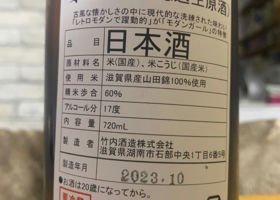 古風な懐かしさの中に現代的な洗練された味わい
「レトロモダンで躍動的」が「モダンガール」の特徴
日本酒
原材料名 米(国産)、米こうじ(国産米)
使用米 滋賀県産山田錦100%使用
精米歩合 60%
アルコール分 17度
内容量 720mL
製造者 竹内酒造株式会社
滋賀県湖南市石部中央1丁目6番5号
製造年月 2023.10
●お酒は20歳になってから。